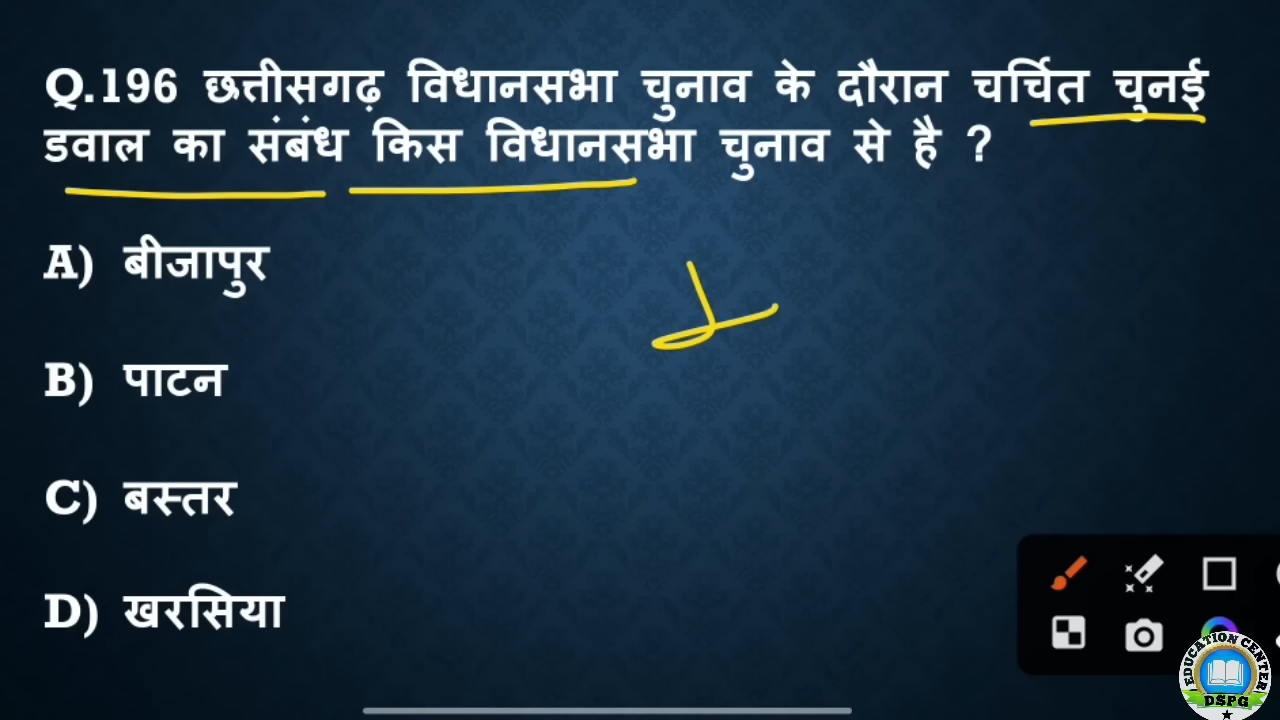 Q.196 छत्तीसगढ़ विधानसभा चुनाव के दौरान चर्चित चुनई
डवाल का संबंध किस विधानसभा चुनाव से है ?
A) बीजापुर
B) पाटन
C) बस्तर
D) खरसिया
EDUCATION CENTER
DSPG